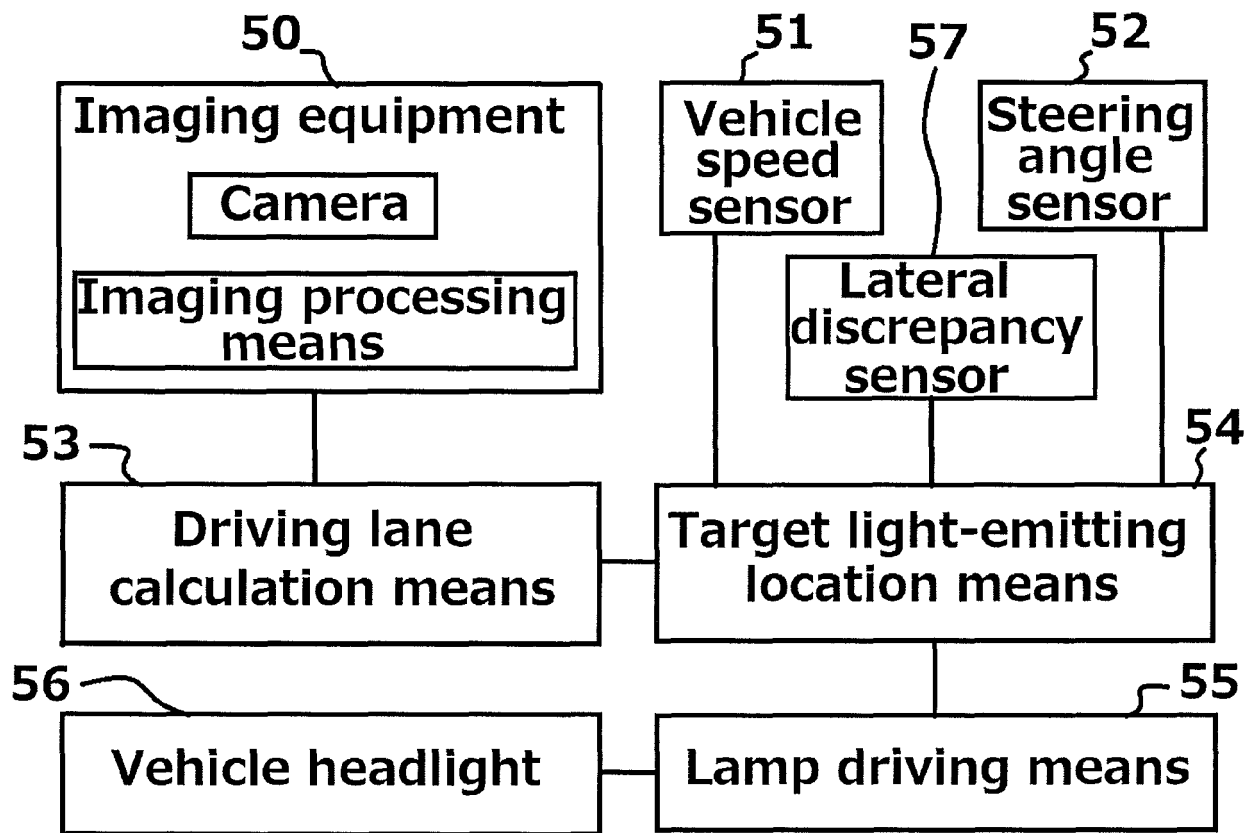 50
51
57
52
Imaging equipment
Camera
Imaging processing
means
Vehicle
speed
sensor
Steering
angle
sensor
Lateral
discrepancy
sensor
53
54
Driving lane
calculation means
Target light-emitting
location means
56
55
Vehicle headlight
Lamp driving means